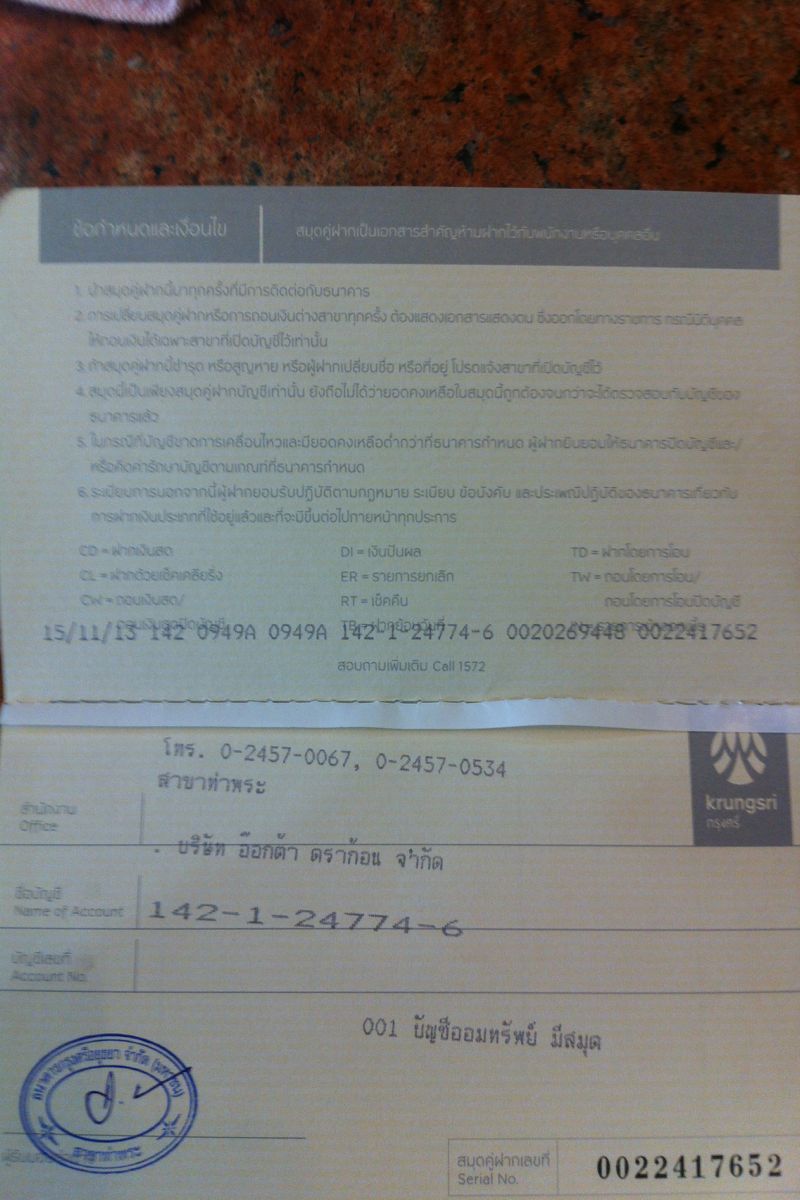 ข้อกำหนดและเงื่อนไข สมุดคู่ฝากเป็นเอกสารสำคัญห้ามฝากไว้กับพนักงานหรือบุคคลอื่น
1. นำสมุดคู่ฝากนี้มาทุกครั้งที่มีการติดต่อกับธนาคาร
2. การเปลี่ยนสมุดคู่ฝากหรือการถอนเงินต่างสาขาทุกครั้ง ต้องแสดงเอกสารแสดงตน ซึ่งออกโดยทางราชการ กรณีนิติบุคคล
ให้ถอนเงินได้เฉพาะสาขาที่เปิดบัญชีไว้เท่านั้น
3. ถ้าสมุดคู่ฝากนี้ชำรุด หรือสูญหาย หรือผู้ฝากเปลี่ยนชื่อ หรือที่อยู่ โปรดแจ้งสาขาที่เปิดบัญชีไว้
4. สมุดนี้เป็นเพียงสมุดคู่ฝากบัญชีเท่านั้น ยังถือไม่ได้ว่ายอดคงเหลือในสมุดนี้ถูกต้องจนกว่าจะได้ตรวจสอบกับบัญชีของ
ธนาคารแล้ว
5. ในกรณีที่บัญชีขาดการเคลื่อนไหวและมียอดคงเหลือต่ำกว่าที่ธนาคารกำหนด ผู้ฝากยินยอมให้ธนาคารปิดบัญชีและ/
หรือคิดค่ารักษาบัญชีตามเกณฑ์ที่ธนาคารกำหนด
6. ระเบียบการนอกจากนี้ผู้ฝากยอมรับปฏิบัติตามกฎหมาย ระเบียบ ข้อบังคับ และประเพณีปฏิบัติของธนาคารเกี่ยวกับ
การฝากเงินประเภทที่ใช้อยู่แล้วและที่จะมีขึ้นต่อไปภายหน้าทุกประการ
CD = ฝากเงินสด DI = เงินปันผล TD = ฝากโดยการโอน
CL = ฝากด้วยเช็คเคลียริ่ง ER = รายการยกเลิก TW = ถอนโดยการโอน/
CW = ถอนเงินสด/ RT = เช็คคืน ถอนโดยการโอนปิดบัญชี
ถอนเงินสดปิดบัญชี TB = ฝากย้อนวันที่
15/11/13 142 0949A 0949A 142-1-24774-6 0020269448 0022417652
สอบถามเพิ่มเติม Call 1572
โทร. 0-2457-0067, 0-2457-0534
สาขาท่าพระ
สำนักงาน
Office
krungsri
กรุงศรี
. บริษัท อ๊อกต้า ดราก้อน จำกัด
ชื่อบัญชี
Name of Account
142-1-24774-6
บัญชีเลขที่
Account No.
001 บัญชีออมทรัพย์ มีสมุด
ธนาคารกรุงศรีอยุธยา จำกัด (มหาชน)
สาขาท่าพระ
สมุดคู่ฝากเลขที่
Serial No.
0022417652